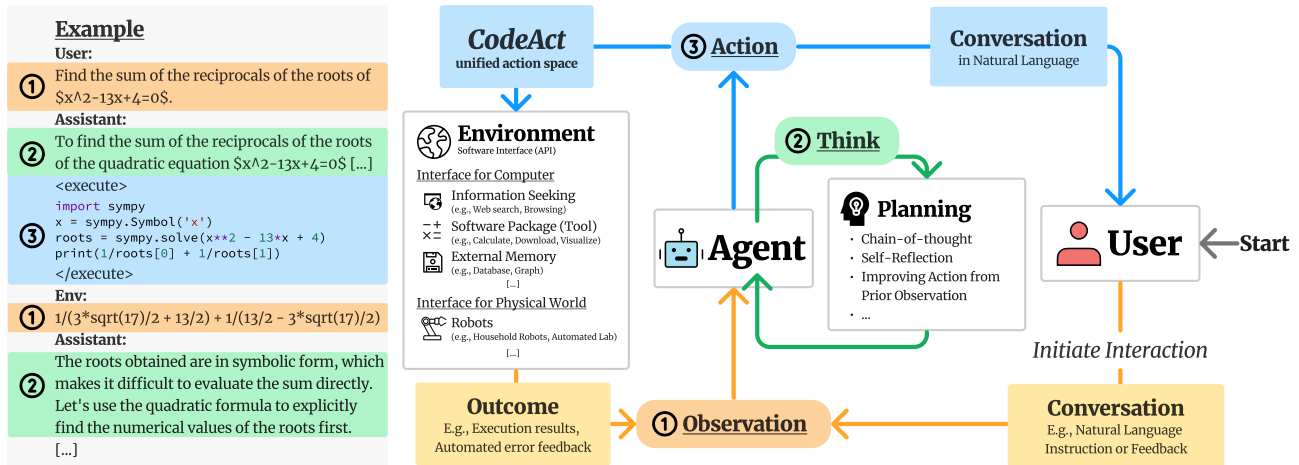 Example
User:
① Find the sum of the reciprocals of the roots of
$x^2-13x+4=0$.
Assistant:
② To find the sum of the reciprocals of the roots
of the quadratic equation $x^2-13x+4=0$ [...]
<execute>
③ import sympy
x = sympy.Symbol('x')
roots = sympy.solve(x**2 - 13*x + 4)
print(1/roots[0] + 1/roots[1])
</execute>
Env:
① 1/(3*sqrt(17)/2 + 13/2) + 1/(13/2 - 3*sqrt(17)/2)
Assistant:
② The roots obtained are in symbolic form, which
makes it difficult to evaluate the sum directly.
Let's use the quadratic formula to explicitly
find the numerical values of the roots first.
[...]
CodeAct
unified action space
③ Action
Conversation
in Natural Language
Environment
Software Interface (API)
Interface for Computer
Information Seeking
(e.g., Web search, Browsing)
Software Package (Tool)
(e.g., Calculate, Download, Visualize)
External Memory
(e.g., Database, Graph)
[...]
Interface for Physical World
Robots
(e.g., Household Robots, Automated Lab)
[...]
② Think
Agent
Planning
· Chain-of-thought
· Self-Reflection
· Improving Action from
Prior Observation
· ...
User
Start
Initiate Interaction
Outcome
E.g., Execution results,
Automated error feedback
① Observation
Conversation
E.g., Natural Language
Instruction or Feedback